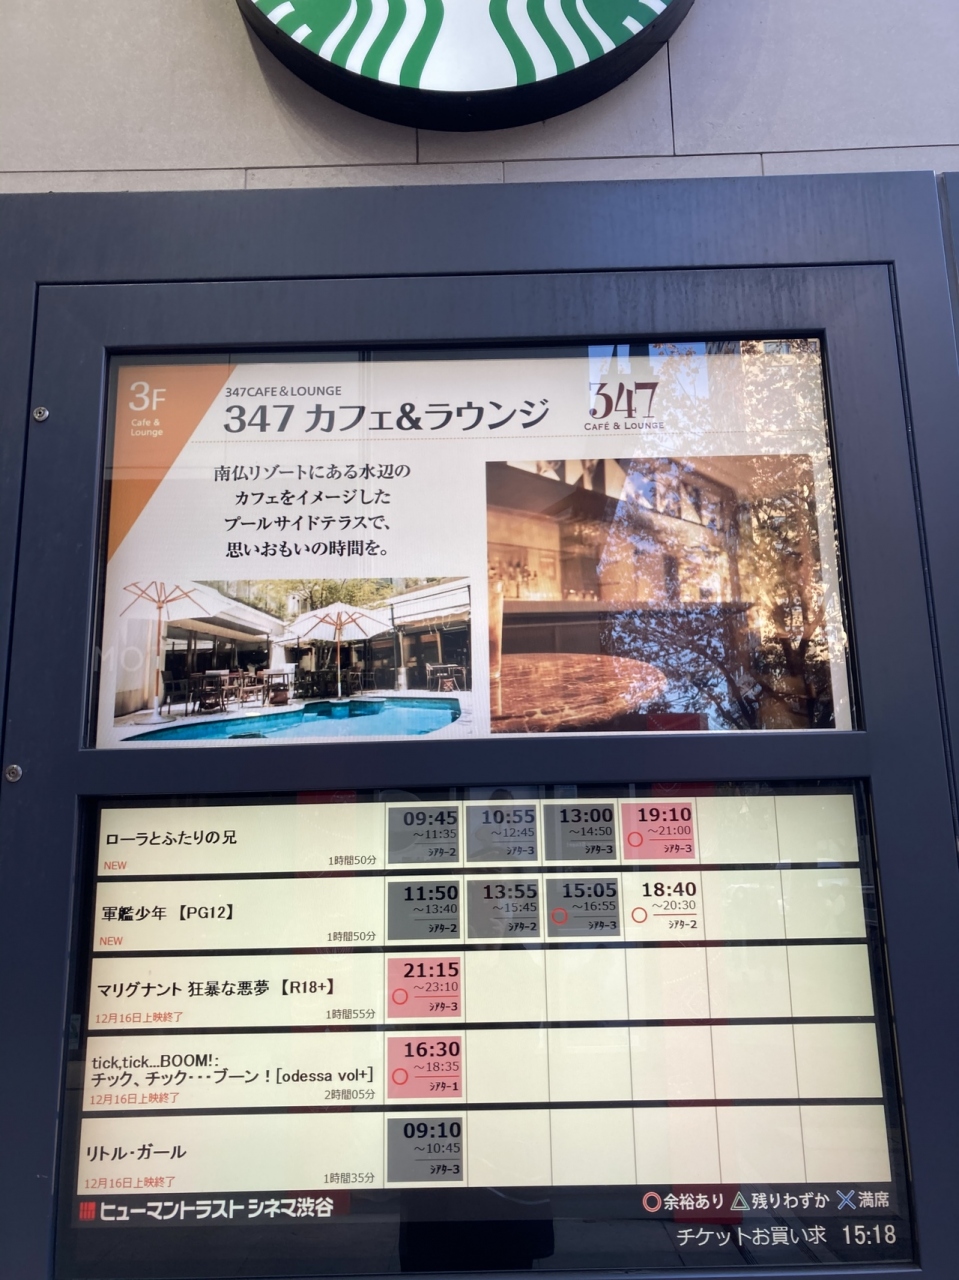 3F
Cafe &
Lounge
347CAFE&LOUNGE
347 カフェ&ラウンジ
347
CAFÉ & LOUNGE
南仏リゾートにある水辺の
カフェをイメージした
プールサイドテラスで、
思いおもいの時間を。
ローラとふたりの兄
NEW
1時間50分
09:45
～11:35
ｼｱﾀｰ2
10:55
～12:45
ｼｱﾀｰ3
13:00
～14:50
ｼｱﾀｰ3
19:10
～21:00
ｼｱﾀｰ3
軍艦少年 【PG12】
NEW
1時間50分
11:50
～13:40
ｼｱﾀｰ2
13:55
～15:45
ｼｱﾀｰ2
15:05
～16:55
ｼｱﾀｰ3
18:40
～20:30
ｼｱﾀｰ2
マリグナント 狂暴な悪夢 【R18+】
12月16日上映終了
1時間55分
21:15
～23:10
ｼｱﾀｰ3
tick,tick...BOOM!:
チック、チック･･･ブーン！[odessa vol+]
12月16日上映終了
2時間05分
16:30
～18:35
ｼｱﾀｰ1
リトル･ガール
12月16日上映終了
1時間35分
09:10
～10:45
ｼｱﾀｰ3
ヒューマントラストシネマ渋谷
○余裕あり △残りわずか ╳満席
チケットお買い求 15:18